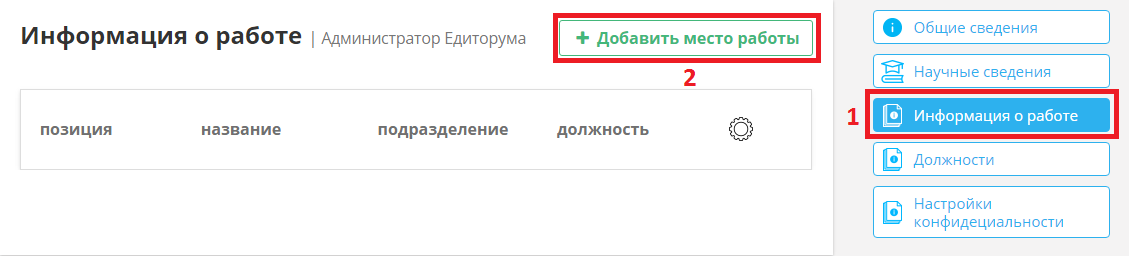 Информация о работе | Администратор Едиторума
+ Добавить место работы
2
позиция название подразделение должность
Общие сведения
Научные сведения
1
Информация о работе
Должности
Настройки
конфидециальности